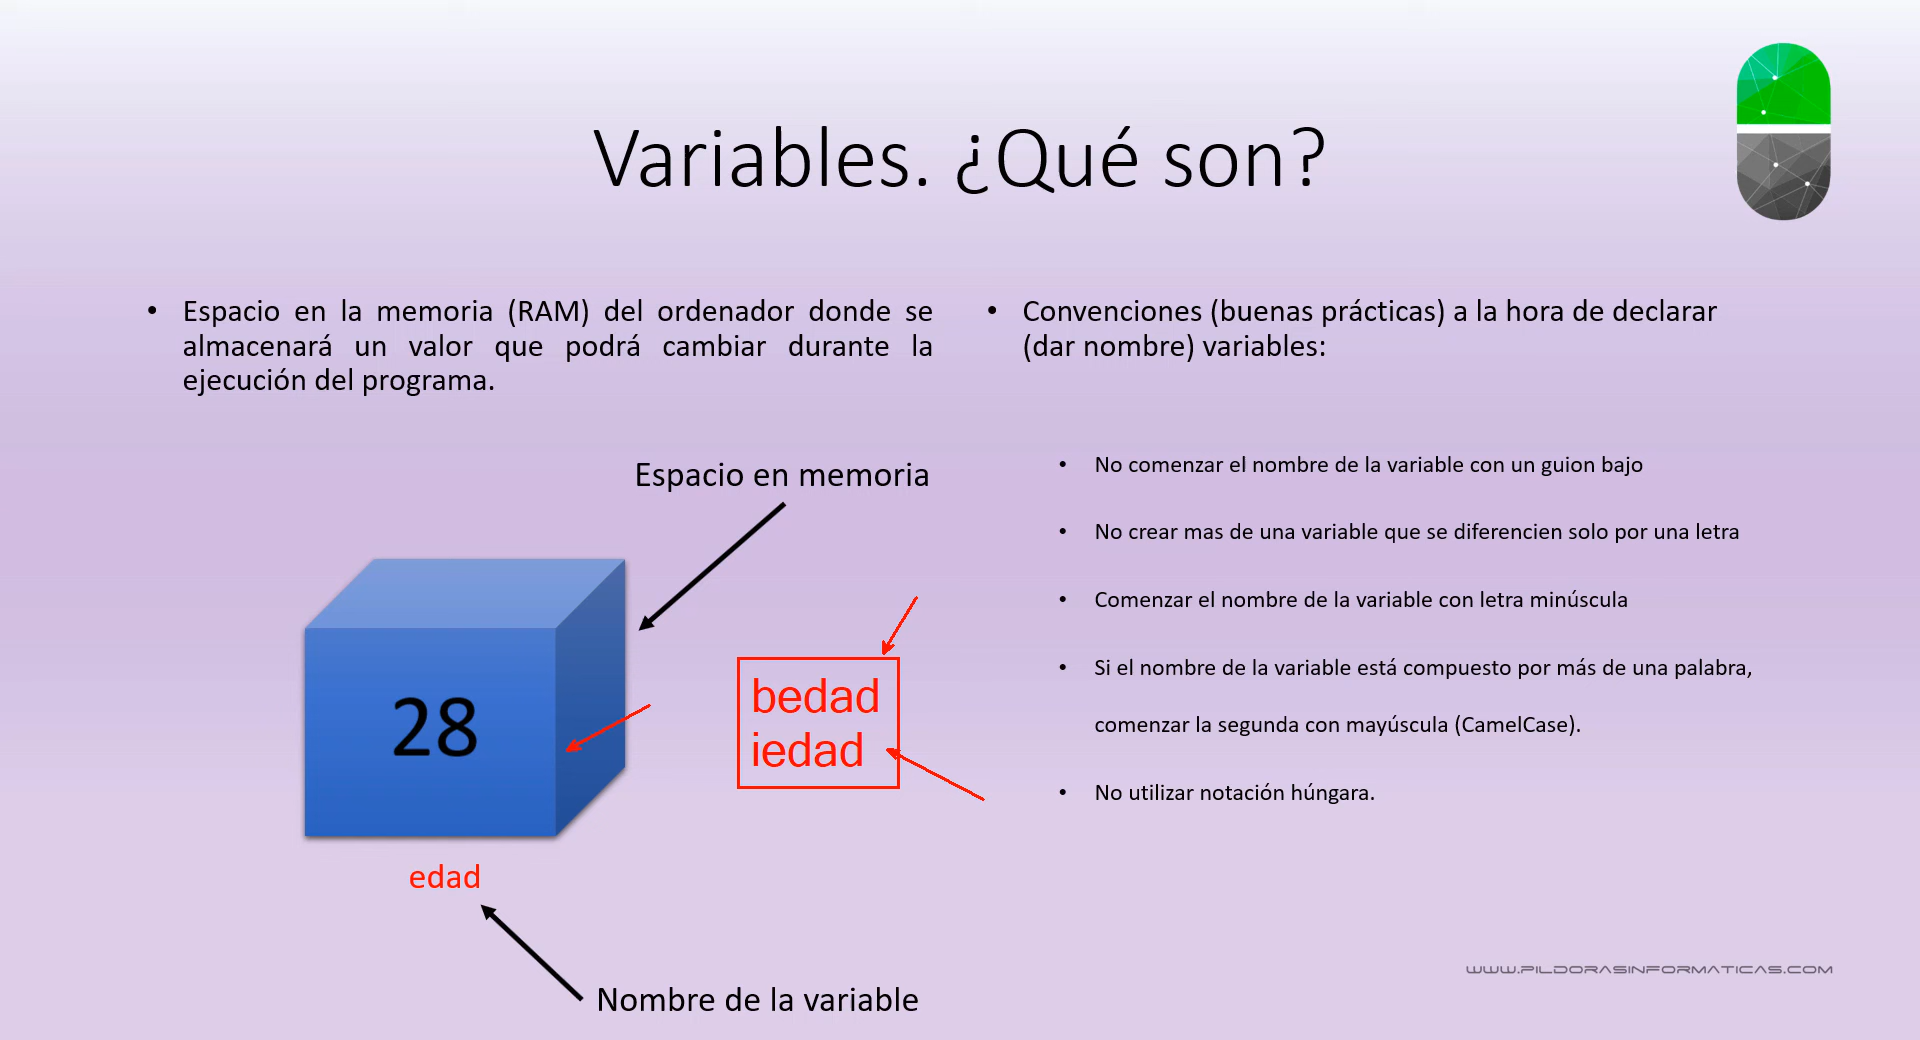 Variables. ¿Qué son?
• Espacio en la memoria (RAM) del ordenador donde se
almacenará un valor que podrá cambiar durante la
ejecución del programa.
Espacio en memoria
28
bedad
iedad
edad
Nombre de la variable
• Convenciones (buenas prácticas) a la hora de declarar
(dar nombre) variables:
• No comenzar el nombre de la variable con un guion bajo
• No crear mas de una variable que se diferencien solo por una letra
• Comenzar el nombre de la variable con letra minúscula
• Si el nombre de la variable está compuesto por más de una palabra,
comenzar la segunda con mayúscula (CamelCase).
• No utilizar notación húngara.
WWW.PILDORASINFORMATICAS.COM